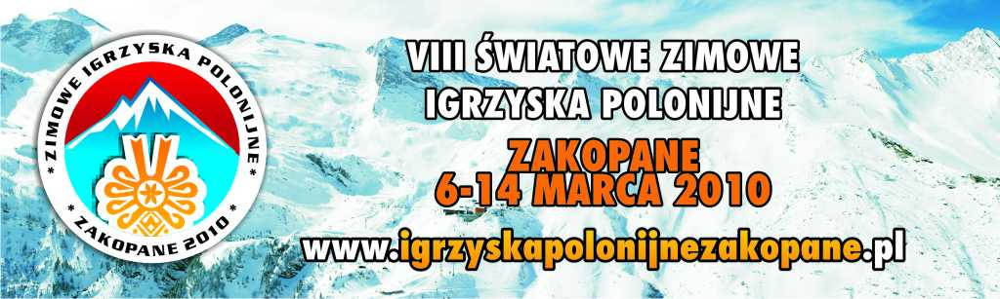 * ZIMOWE IGRZYSKA POLONIJNE *
* ZAKOPANE 2010 *
VIII ŚWIATOWE ZIMOWE
IGRZYSKA POLONIJNE
ZAKOPANE
6-14 MARCA 2010
www.igrzyskapolonijnezakopane.pl